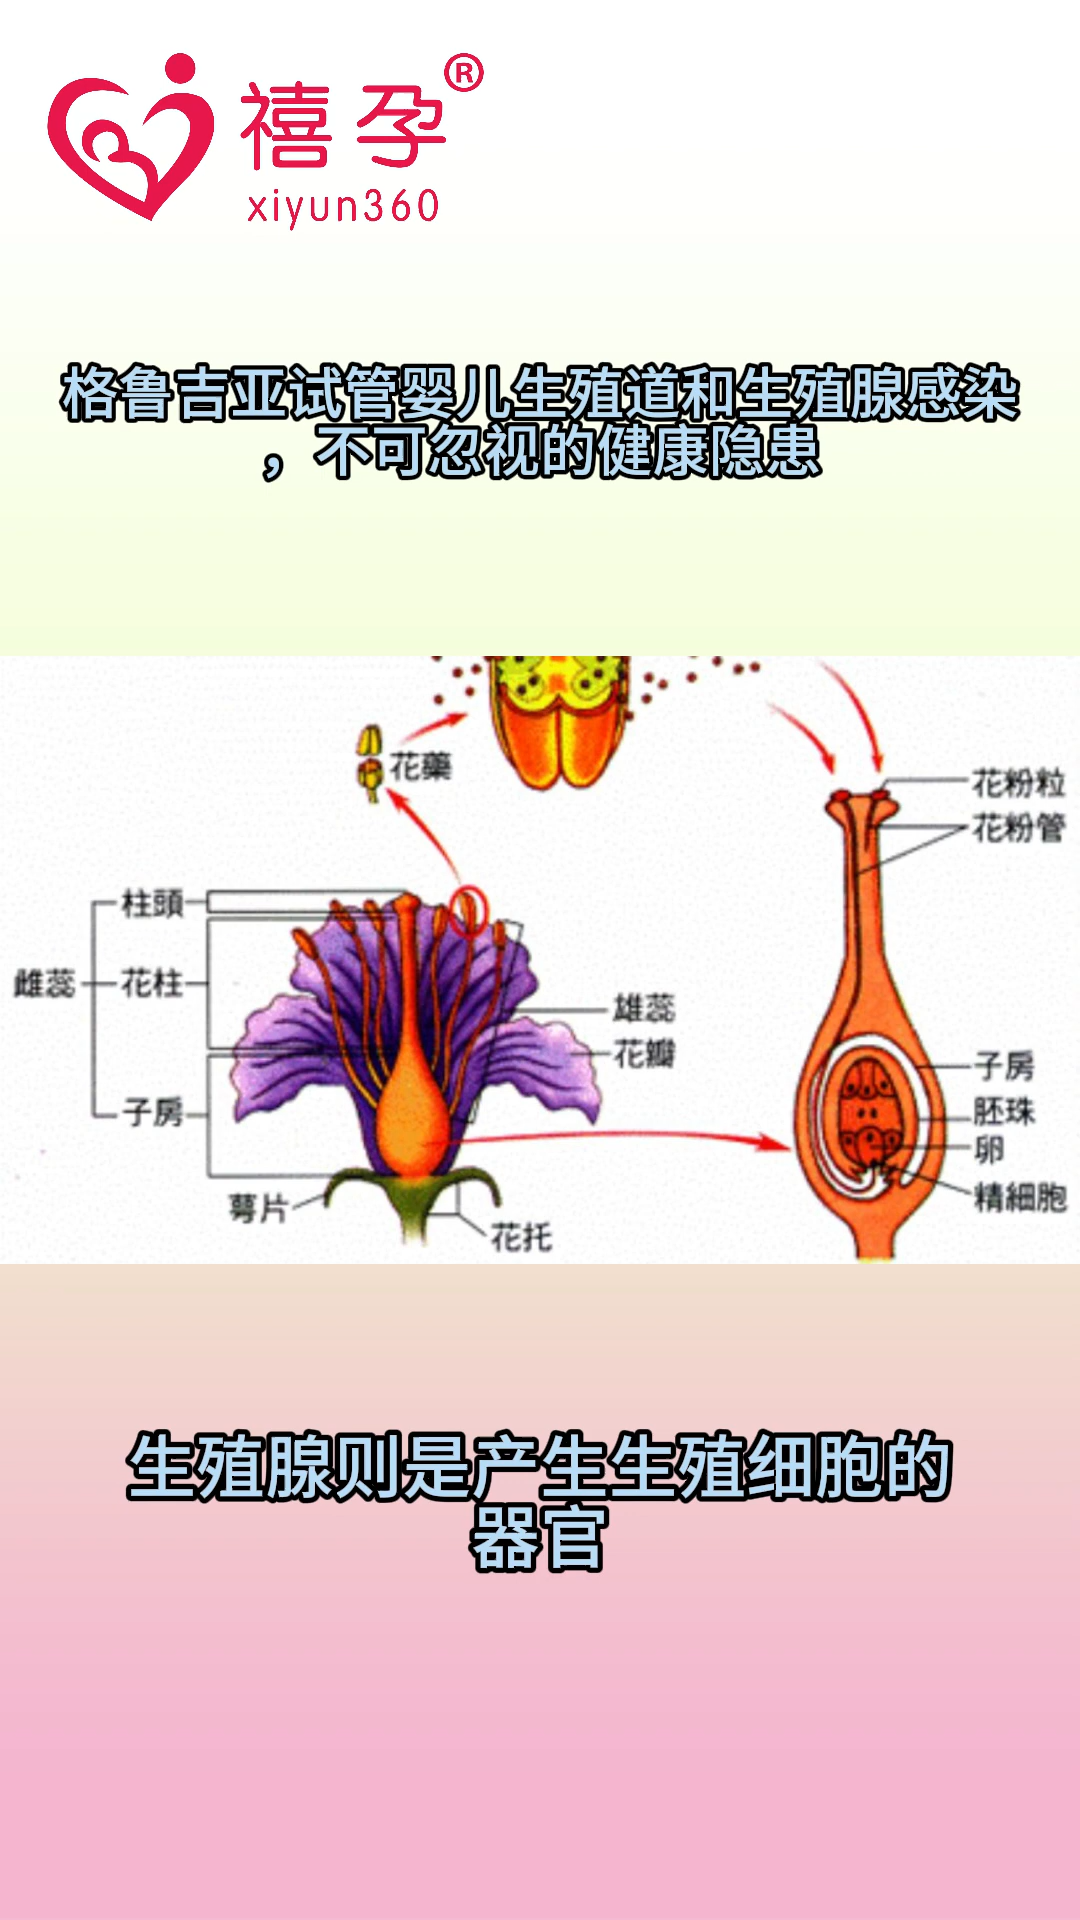 禧孕®
xiyun360
格鲁吉亚试管婴儿生殖道和生殖腺感染
，不可忽视的健康隐患
花藥
花粉粒
花粉管
柱頭
雌蕊
花柱
雄蕊
花瓣
子房
子房
胚珠
卵
精細胞
萼片
花托
生殖腺则是产生生殖细胞的
器官